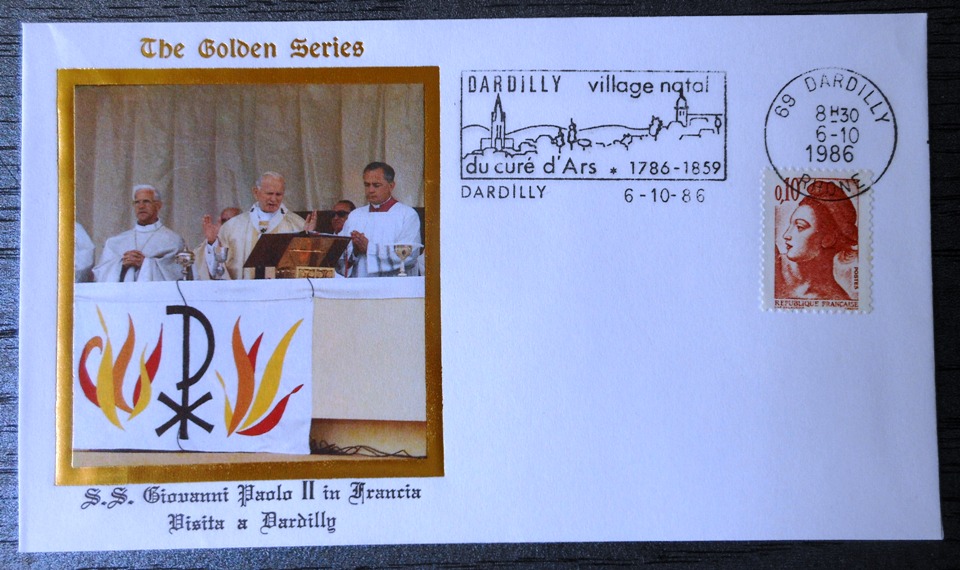 The Golden Series
DARDILLY village natal
du curé d'Ars * 1786-1859
DARDILLY 6-10-86
69 DARDILLY
8H30
6-10
1986
RHONE
0,10
POSTES
REPUBLIQUE FRANÇAISE
S.S. Giovanni Paolo II in Francia
Visita a Dardilly